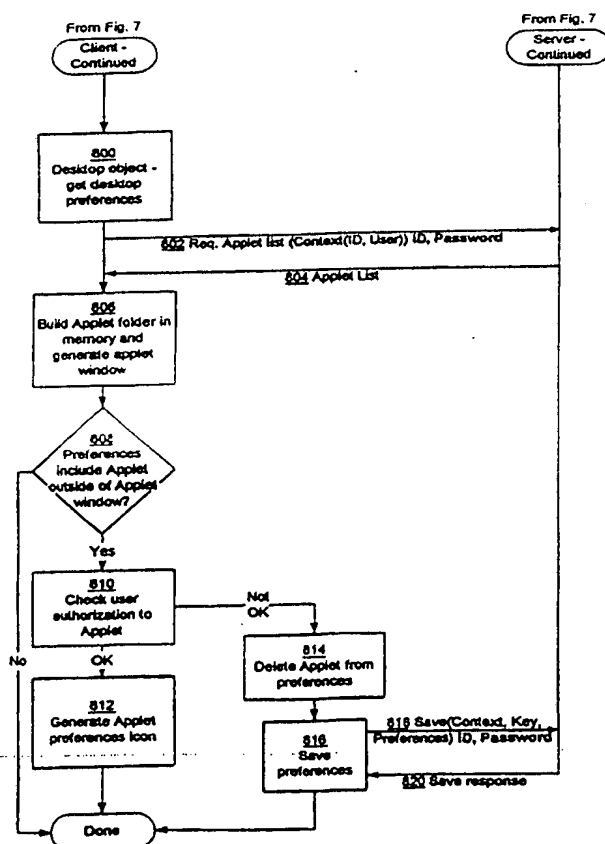 From Fig. 7
Client -
Continued
From Fig. 7
Server -
Continued
800
Desktop object -
get desktop
preferences
802 Req. Applet list (Context(ID, User)) ID, Password
804 Applet List
806
Build Applet folder in
memory and
generate applet
window
808
Preferences
include Applet
outside of Applet
window?
Yes
No
810
Check user
authorization to
Applet
Not
OK
OK
814
Delete Applet from
preferences
812
Generate Applet
preferences Icon
816
Save
preferences
818 Save(Context, Key,
Preferences) ID, Password
820 Save response
Done